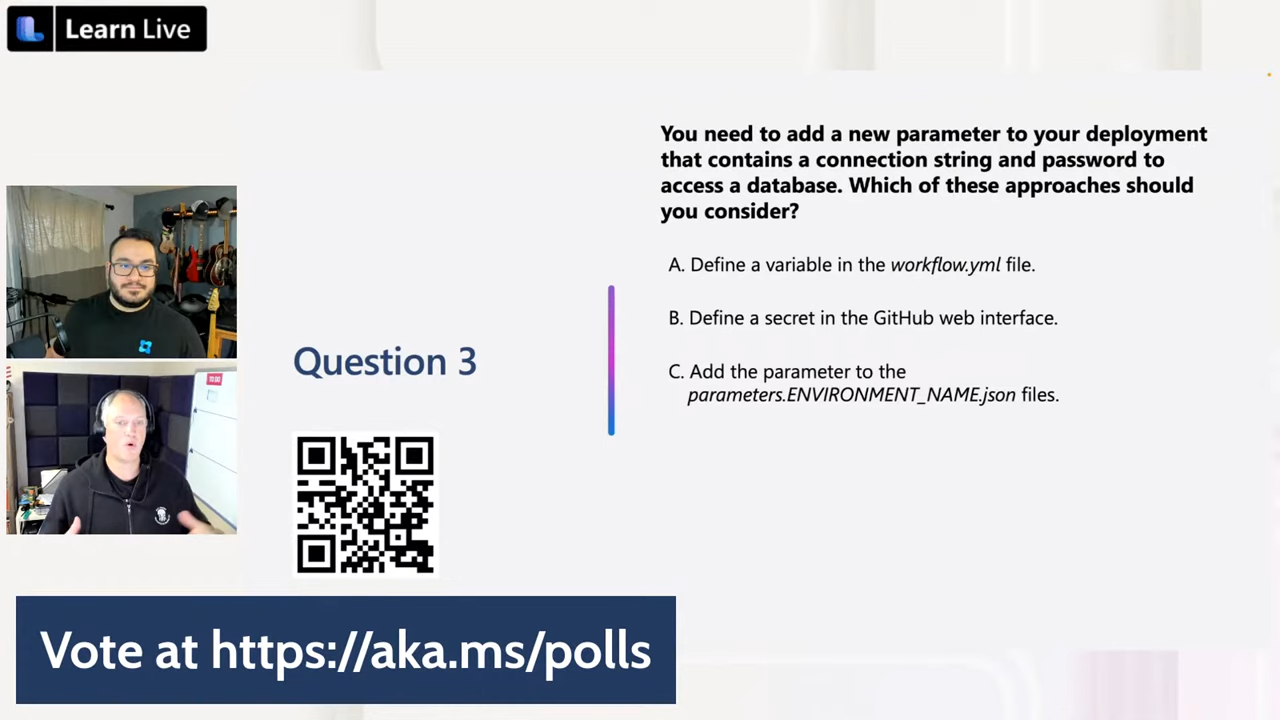 Learn Live
You need to add a new parameter to your deployment
that contains a connection string and password to
access a database. Which of these approaches should
you consider?
A. Define a variable in the workflow.yml file.
B. Define a secret in the GitHub web interface.
C. Add the parameter to the
parameters.ENVIRONMENT_NAME.json files.
Question 3
10:00
Vote at https://aka.ms/polls